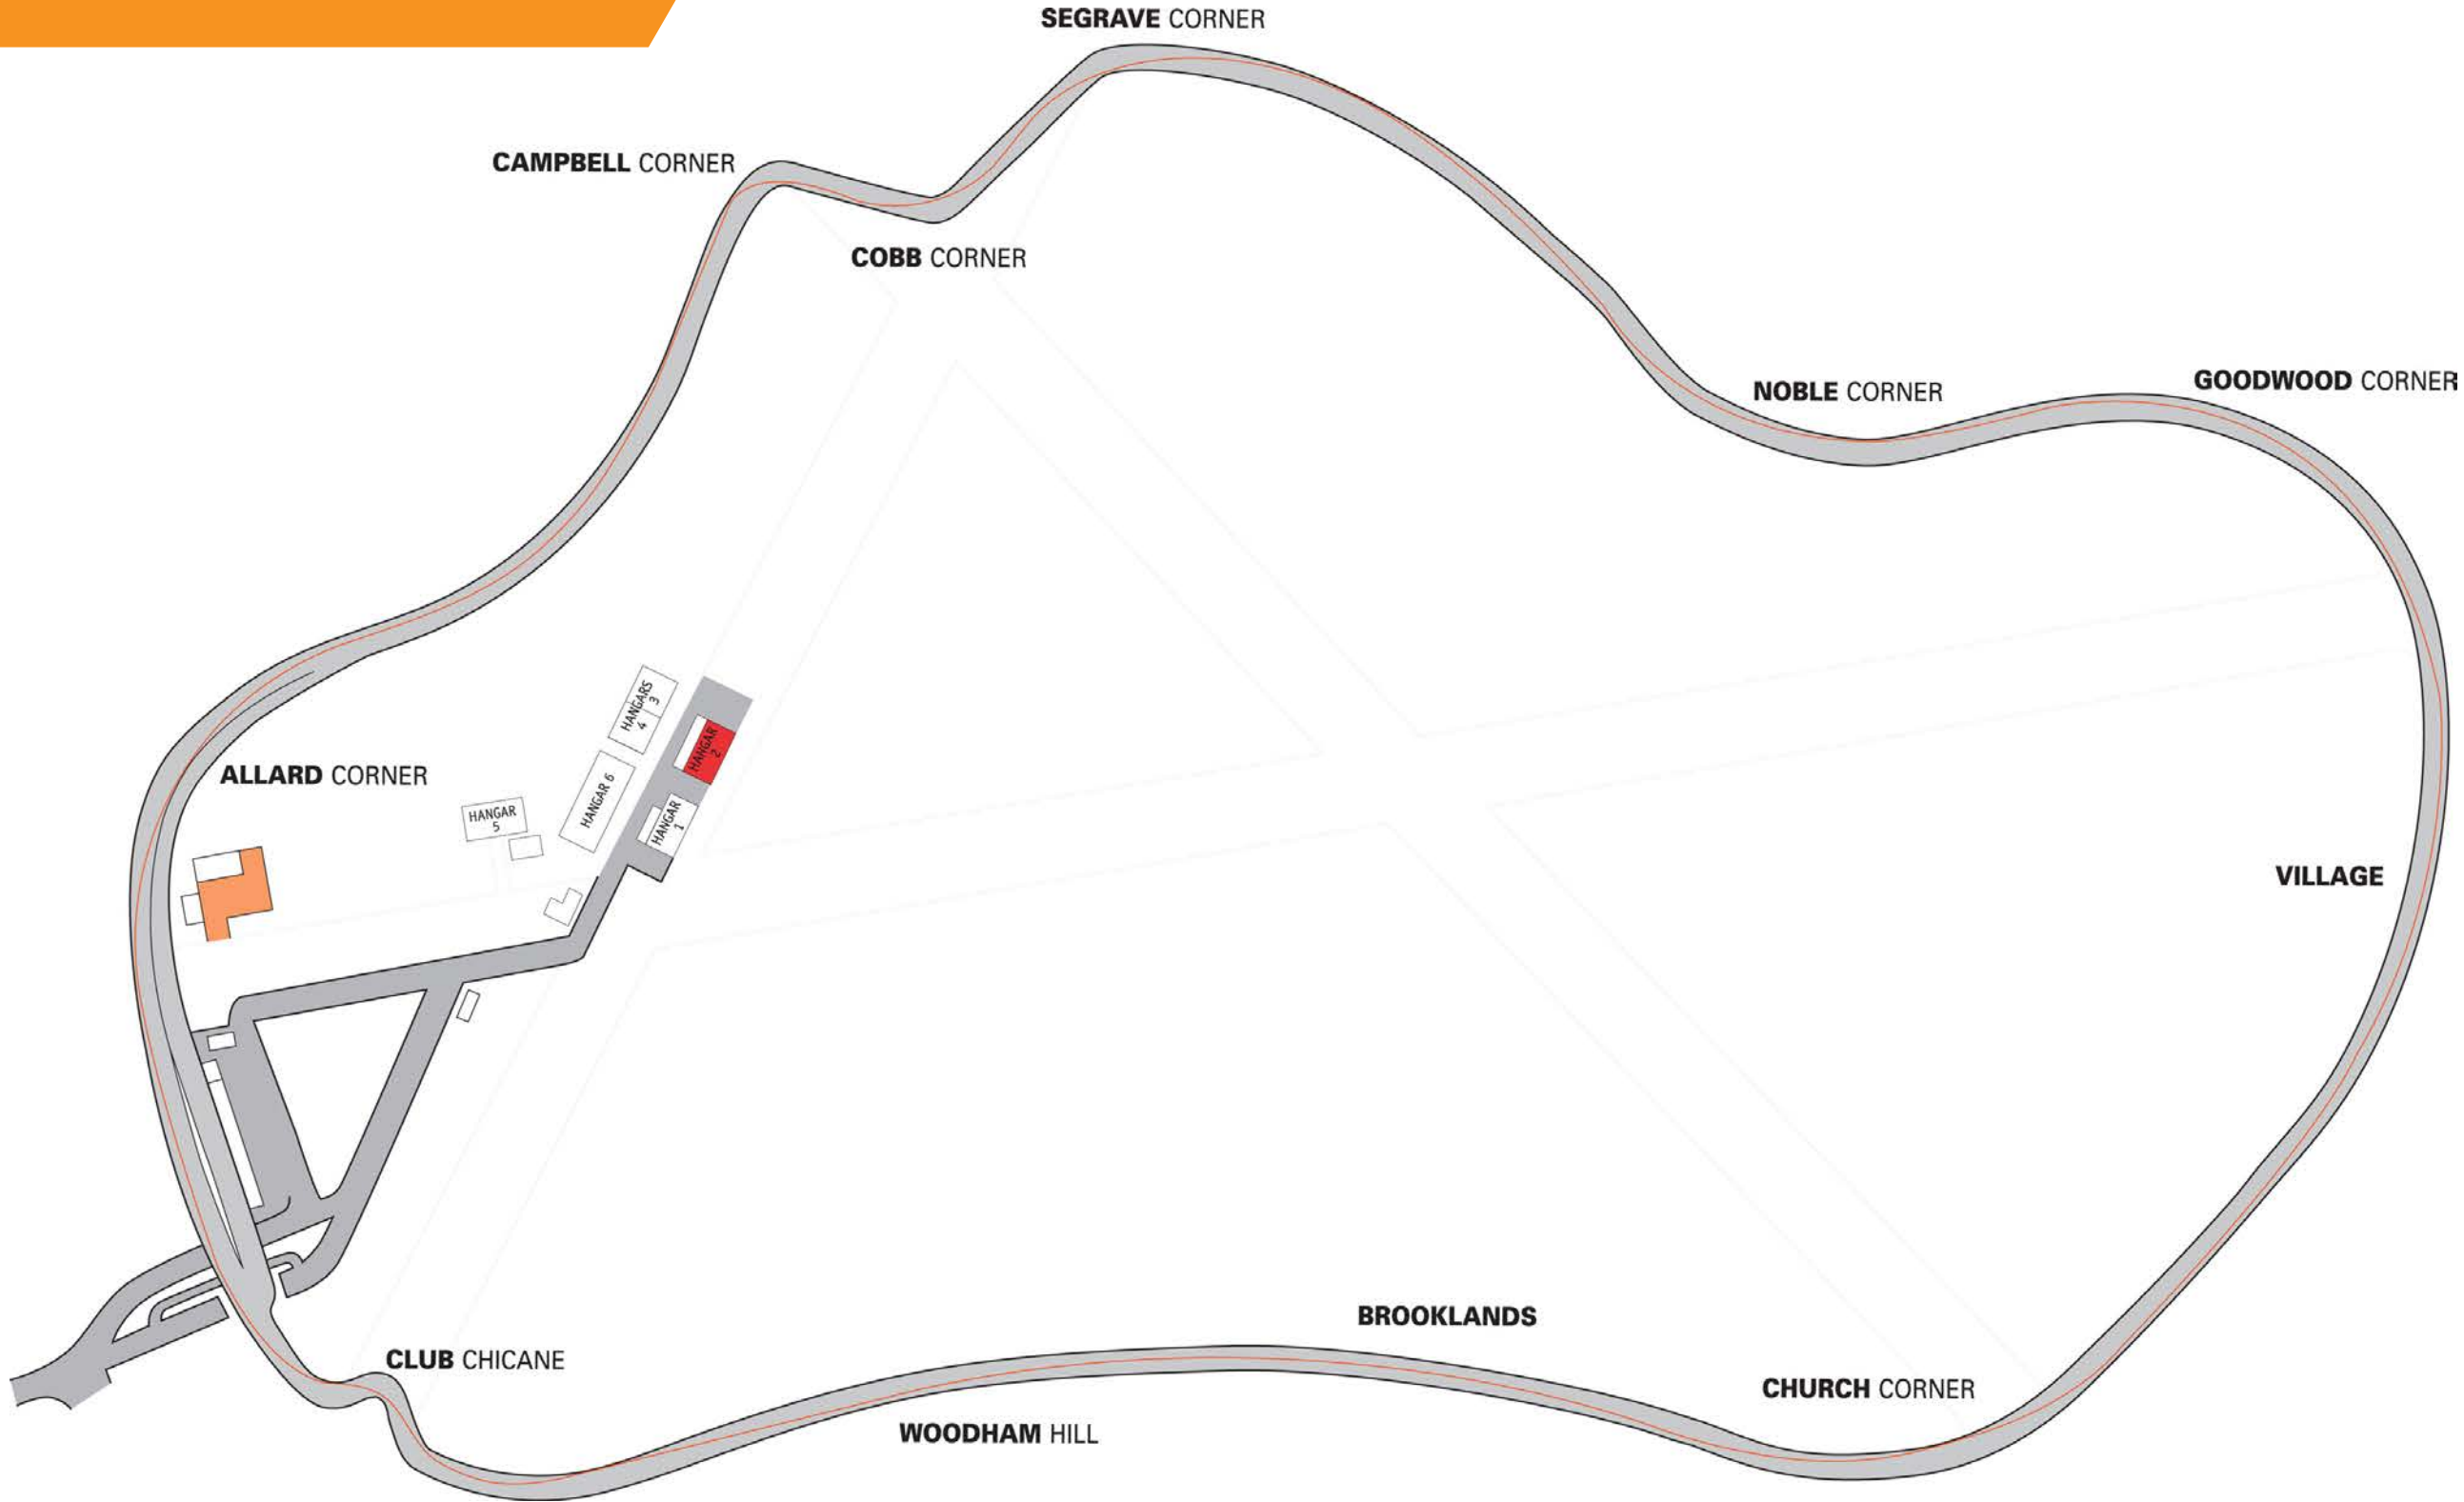 SEGRAVE CORNER
CAMPBELL CORNER
COBB CORNER
GOODWOOD CORNER
NOBLE CORNER
HANGARS
3
4
HANGAR
2
ALLARD CORNER
HANGAR 6
HANGAR
5
HANGAR
1
VILLAGE
BROOKLANDS
CLUB CHICANE
CHURCH CORNER
WOODHAM HILL